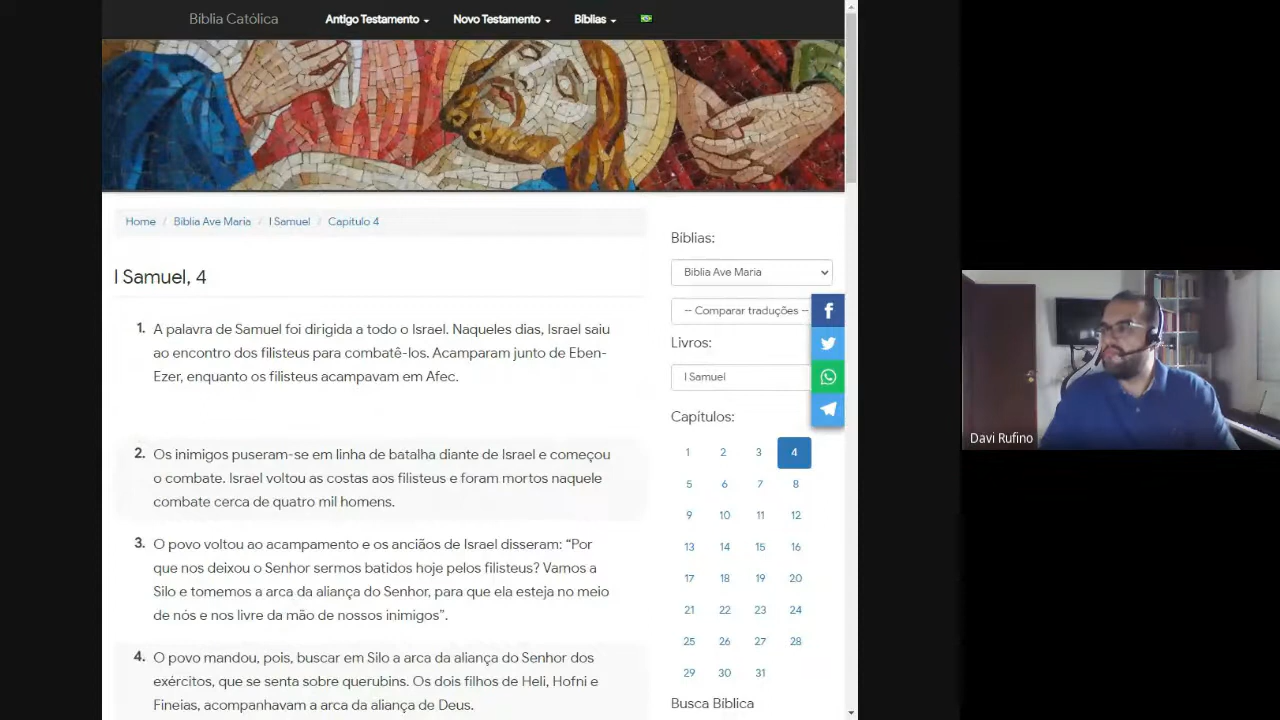 Bíblia Católica
Antigo Testamento
Novo Testamento
Bíblias
Home / Bíblia Ave Maria / I Samuel / Capítulo 4
I Samuel, 4
1. A palavra de Samuel foi dirigida a todo o Israel. Naqueles dias, Israel saiu
ao encontro dos filisteus para combatê-los. Acamparam junto de Eben-
Ezer, enquanto os filisteus acampavam em Afec.
2. Os inimigos puseram-se em linha de batalha diante de Israel e começou
o combate. Israel voltou as costas aos filisteus e foram mortos naquele
combate cerca de quatro mil homens.
3. O povo voltou ao acampamento e os anciãos de Israel disseram: “Por
que nos deixou o Senhor sermos batidos hoje pelos filisteus? Vamos a
Silo e tomemos a arca da aliança do Senhor, para que ela esteja no meio
de nós e nos livre da mão de nossos inimigos”.
4. O povo mandou, pois, buscar em Silo a arca da aliança do Senhor dos
exércitos, que se senta sobre querubins. Os dois filhos de Heli, Hofni e
Fineias, acompanhavam a arca da aliança de Deus.
Bíblias:
Bíblia Ave Maria
-- Comparar traduções --
Livros:
I Samuel
Capítulos:
1 2 3 4
5 6 7 8
9 10 11 12
13 14 15 16
17 18 19 20
21 22 23 24
25 26 27 28
29 30 31
Busca Bíblica
Davi Rufino